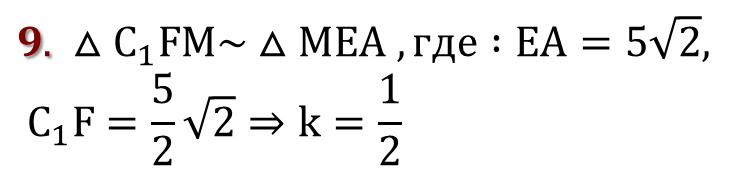 9. △ C₁FM~ △ MEA ,где : EA = 5√2,
C₁F = 5/2 √2 ⇒ k = 1/2